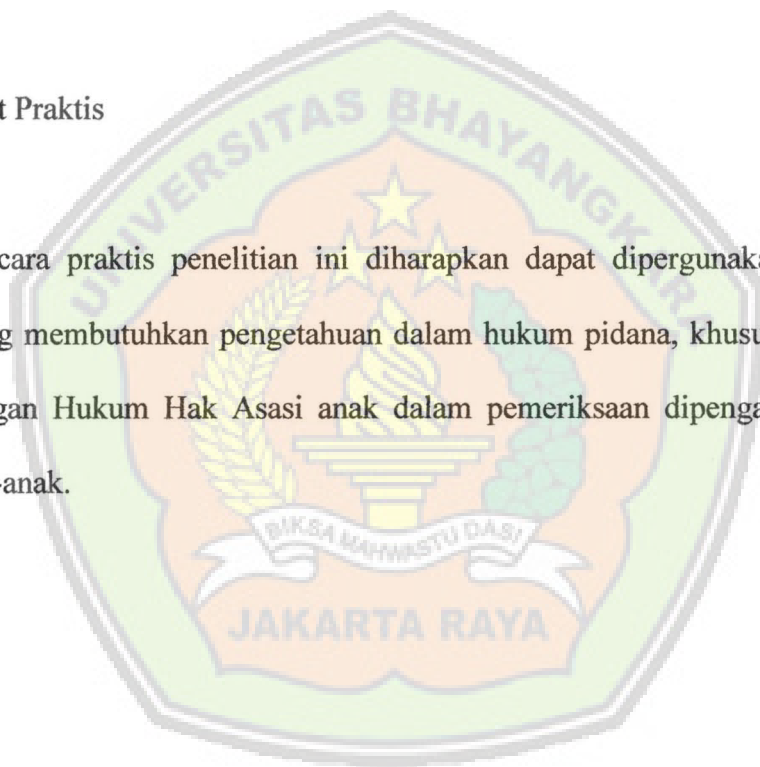 t Praktis
UNIVERSITAS BHAYANGKARA
cara praktis penelitian ini diharapkan dapat dipergunaka
g membutuhkan pengetahuan dalam hukum pidana, khusu
gan Hukum Hak Asasi anak dalam pemeriksaan dipenga
-anak.
BIKSA MAHWASTU DASI
JAKARTA RAYA